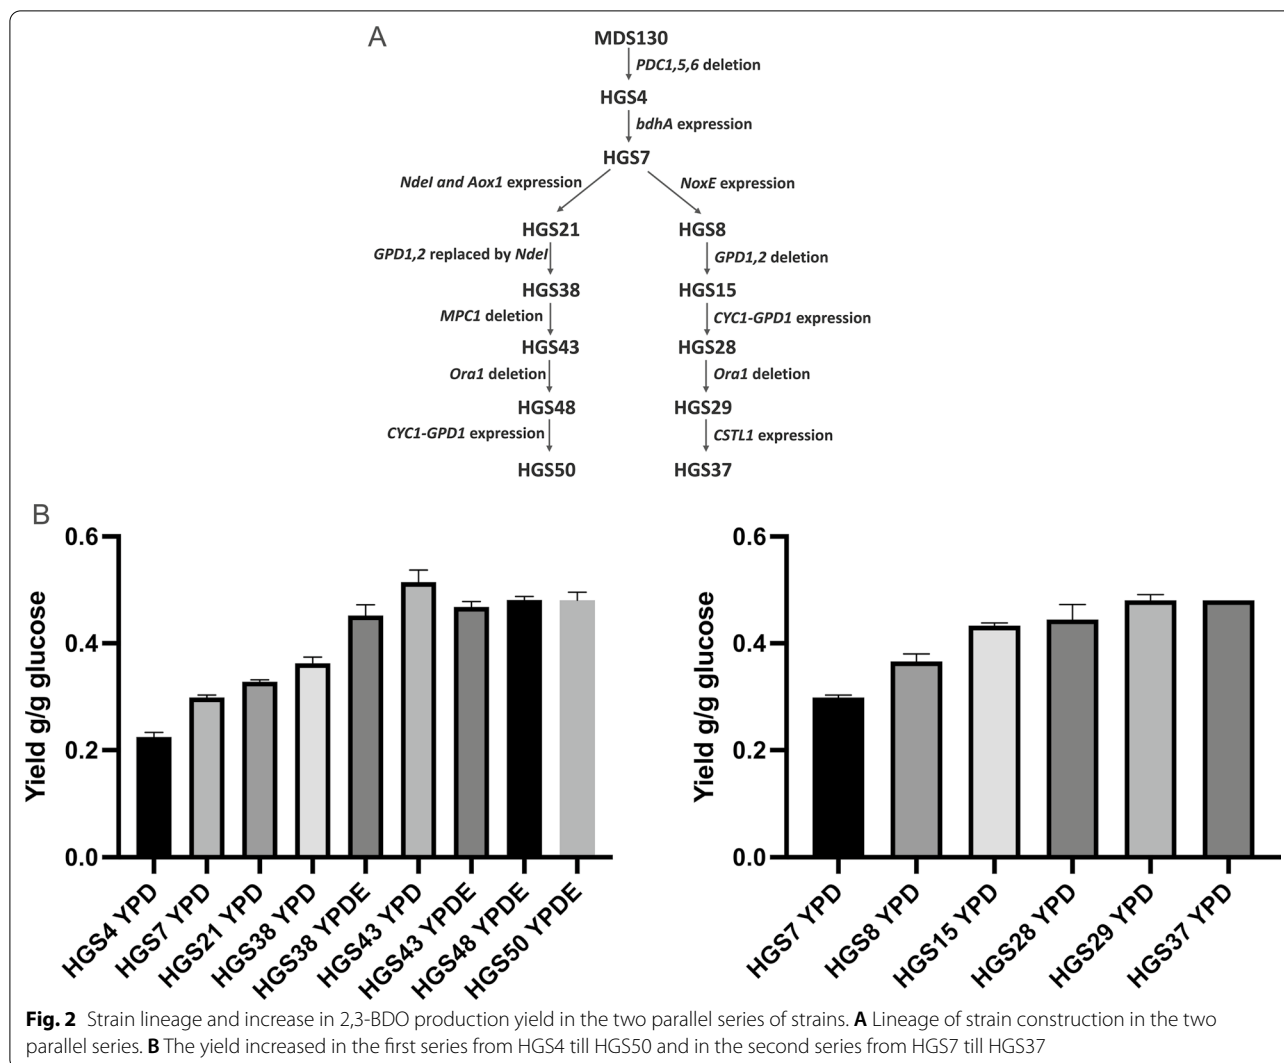 A
MDS130
PDC1,5,6 deletion
HGS4
bdhA expression
HGS7
NdeI and Aox1 expression
NoxE expression
HGS21
HGS8
GPD1,2 replaced by NdeI
GPD1,2 deletion
HGS38
HGS15
MPC1 deletion
CYC1-GPD1 expression
HGS43
HGS28
Ora1 deletion
Ora1 deletion
HGS48
HGS29
CYC1-GPD1 expression
CSTL1 expression
HGS50
HGS37
B
Yield g/g glucose
0.6
0.4
0.2
0.0
HGS4 YPD
HGS7 YPD
HGS21 YPD
HGS38 YPD
HGS38 YPDE
HGS43 YPD
HGS43 YPDE
HGS48 YPDE
HGS50 YPDE
Yield g/g glucose
0.6
0.4
0.2
0.0
HGS7 YPD
HGS8 YPD
HGS15 YPD
HGS28 YPD
HGS29 YPD
HGS37 YPD
Fig. 2 Strain lineage and increase in 2,3-BDO production yield in the two parallel series of strains. A Lineage of strain construction in the two
parallel series. B The yield increased in the first series from HGS4 till HGS50 and in the second series from HGS7 till HGS37